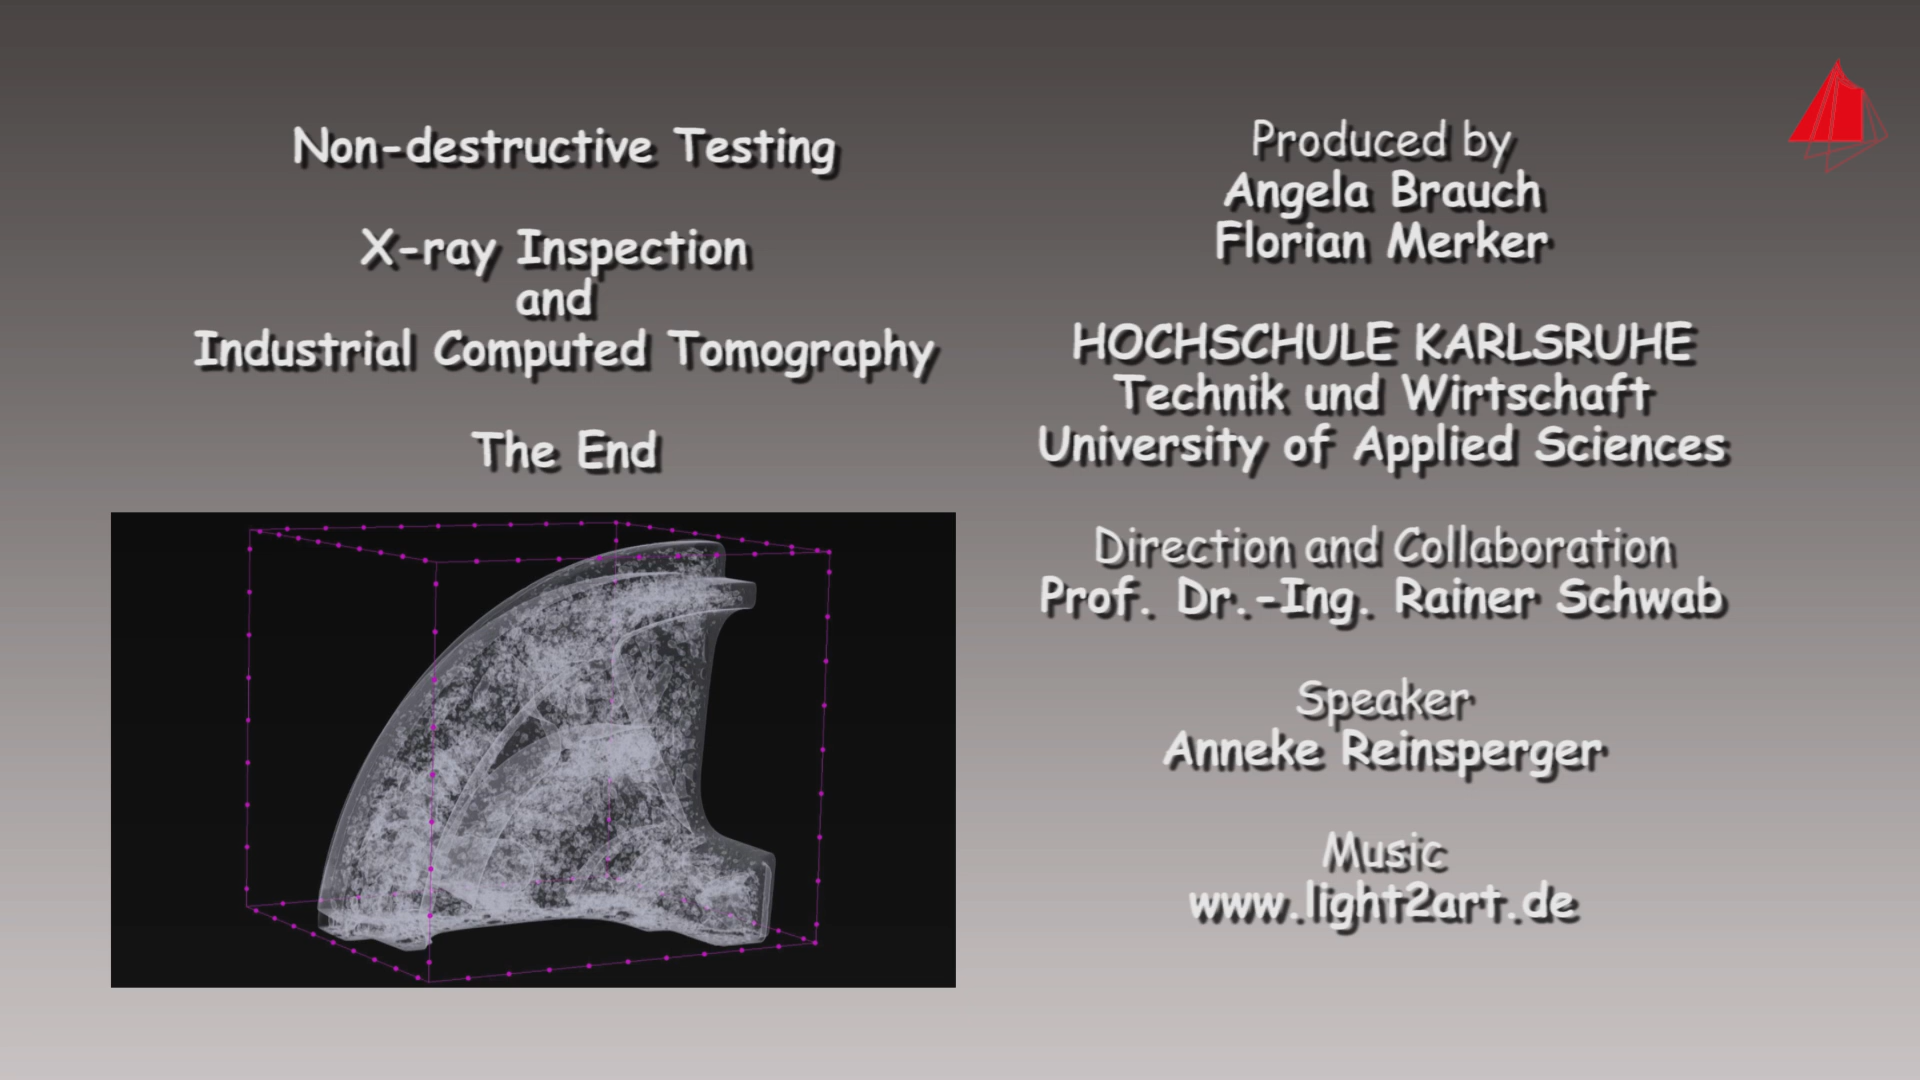 Non-destructive Testing
X-ray Inspection
and
Industrial Computed Tomography
The End
Produced by
Angela Brauch
Florian Merker
HOCHSCHULE KARLSRUHE
Technik und Wirtschaft
University of Applied Sciences
Direction and Collaboration
Prof. Dr.-Ing. Rainer Schwab
Speaker
Anneke Reinsperger
Music
www.light2art.de